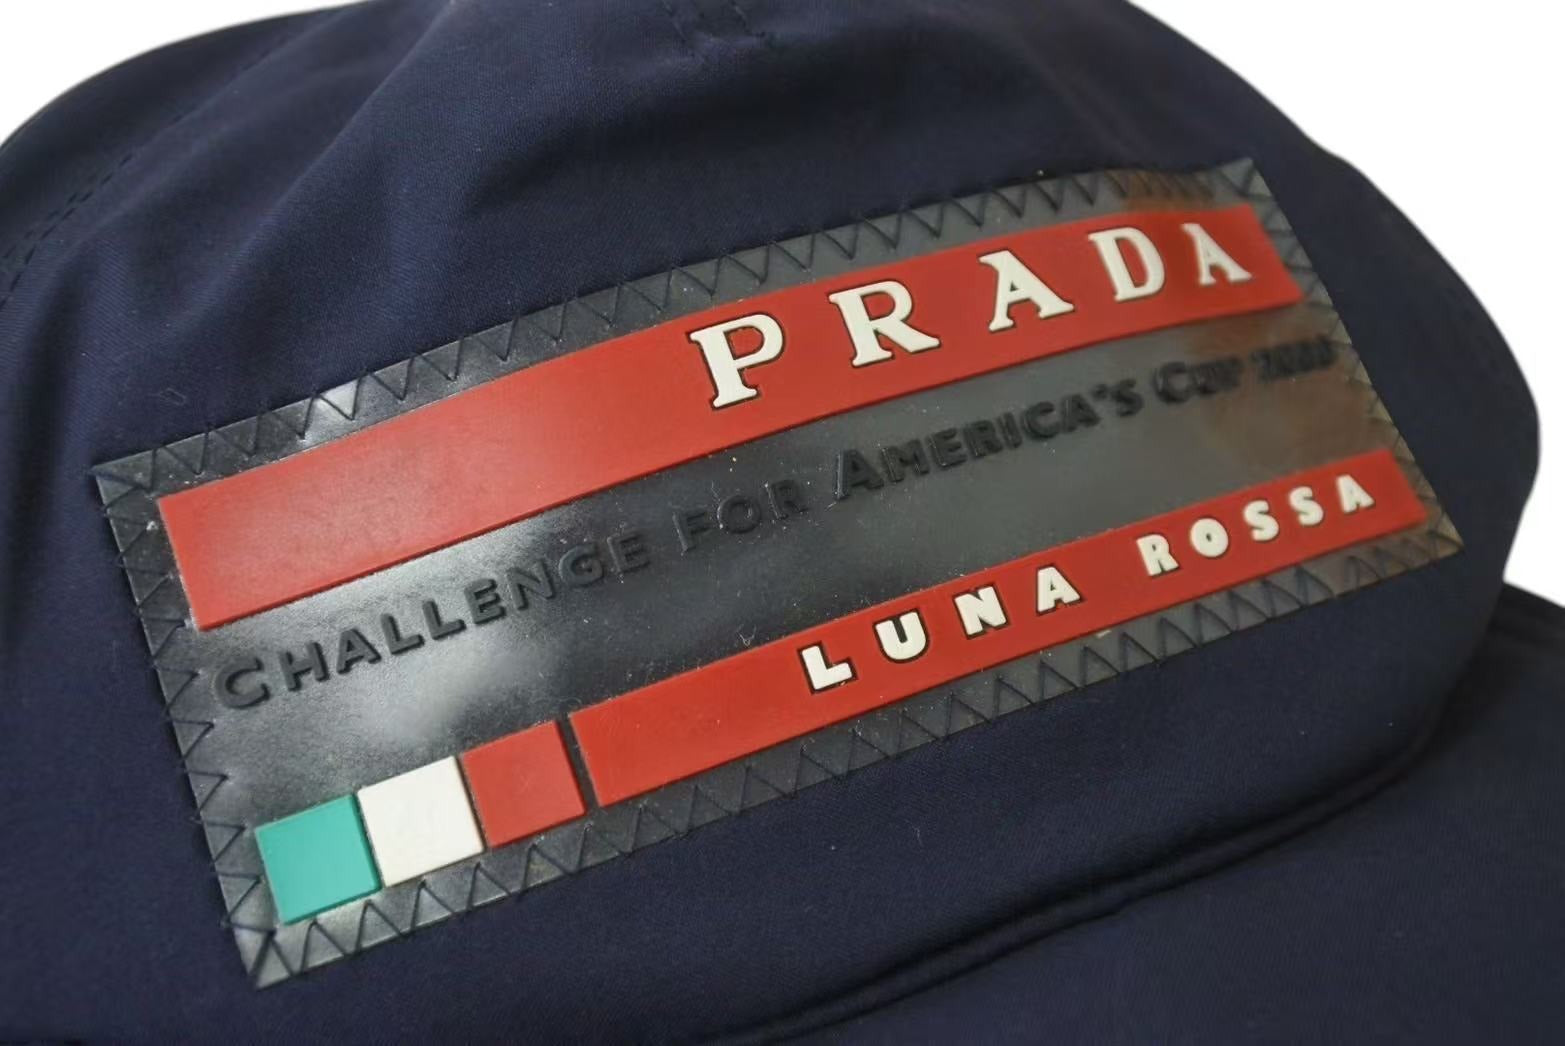 PRADA
CHALLENGE FOR AMERICA'S CUP
LUNA ROSSA